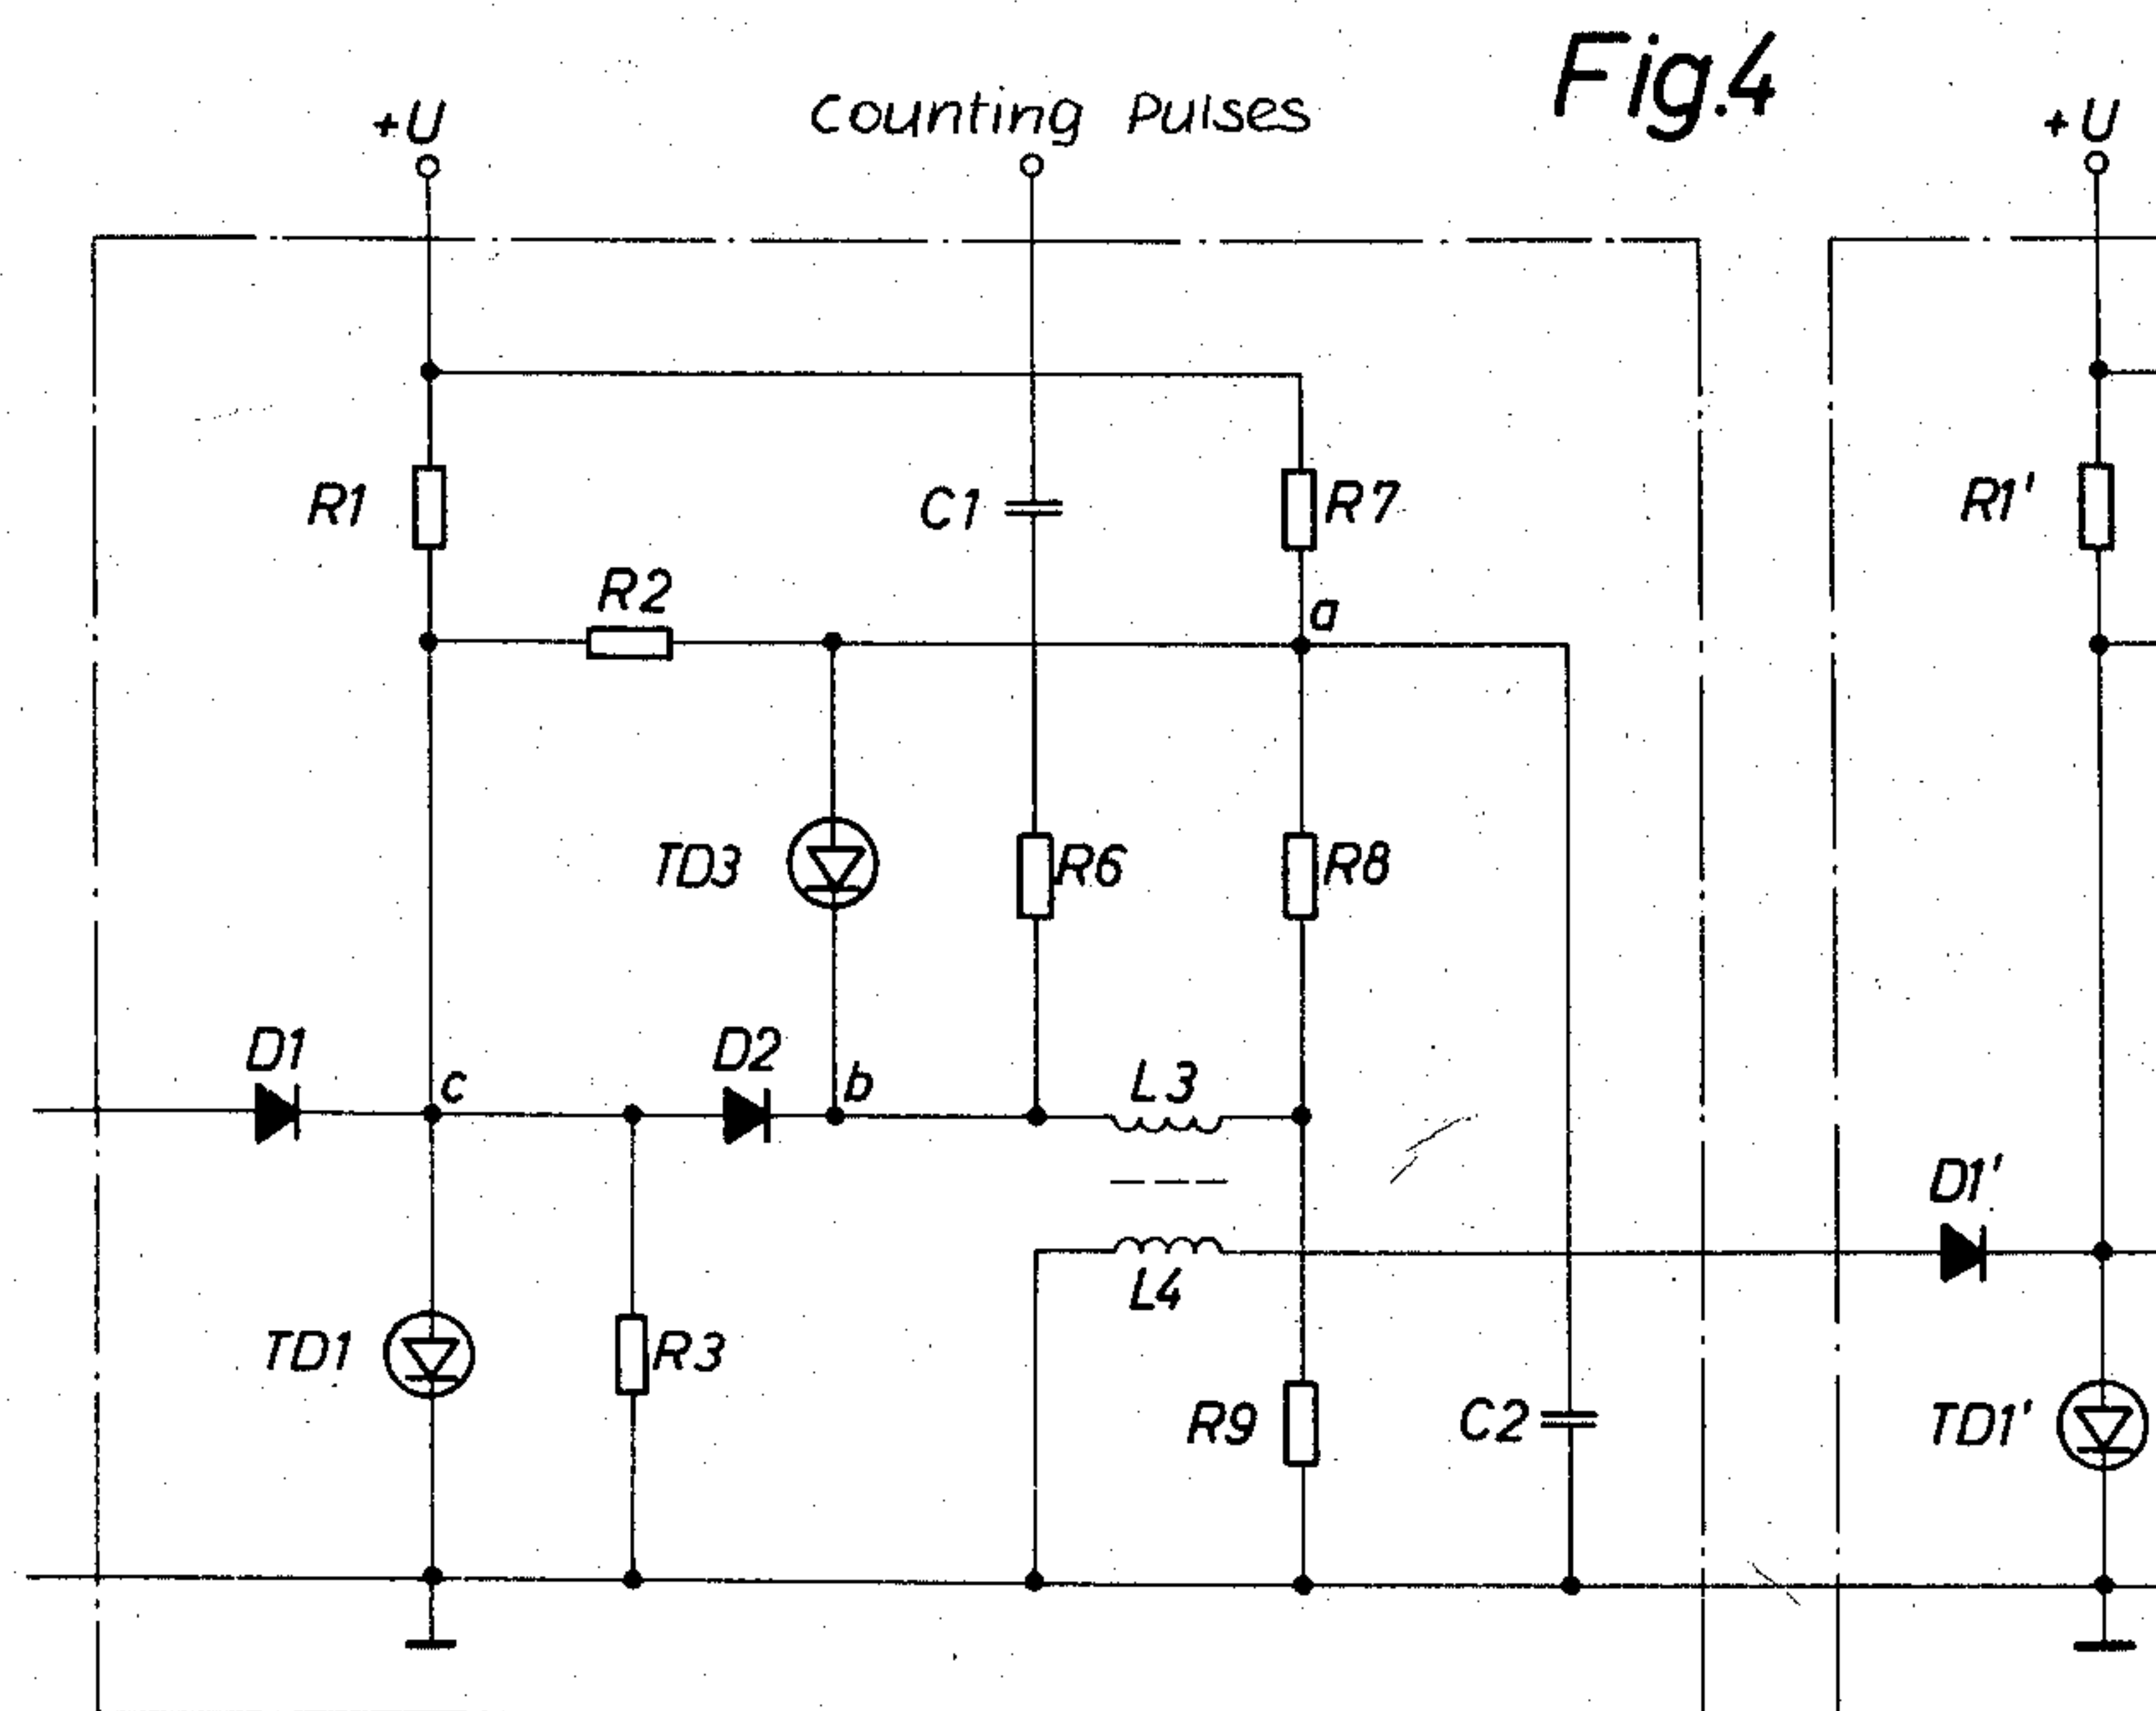 Fig.4
+U
Counting Pulses
+U
R1
C1
R7
R1'
R2
a
TD3
R6
R8
D1
c
D2
b
L3
D1'
L4
TD1
R3
R9
C2
TD1'